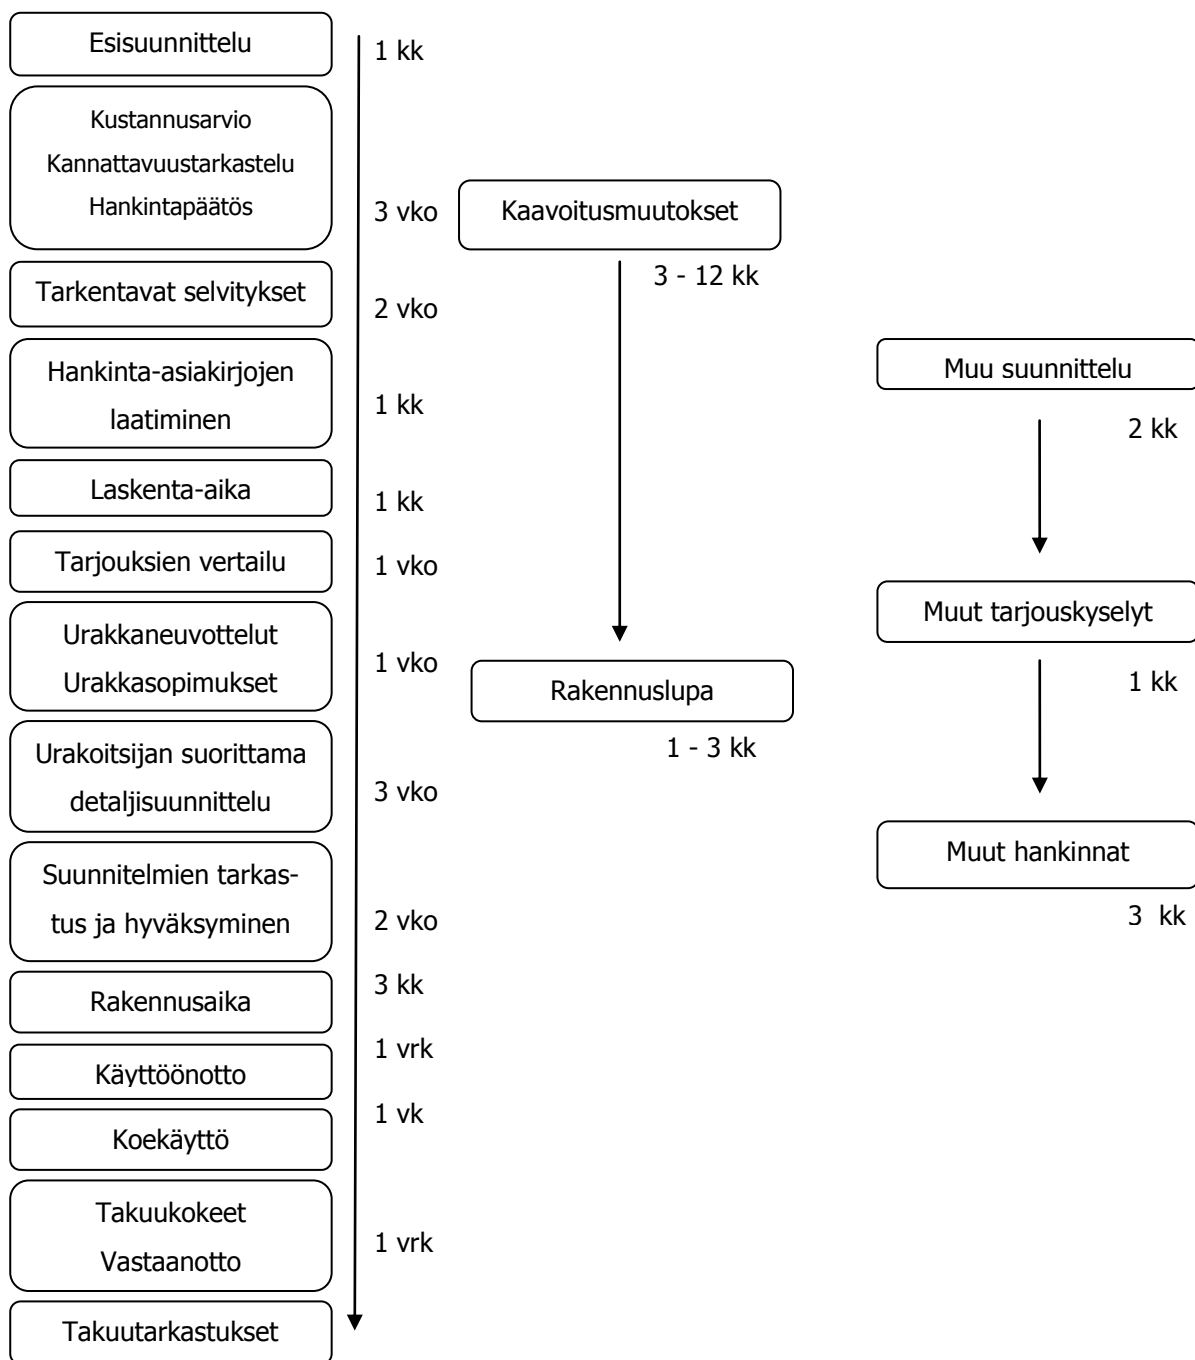 Esisuunnittelu
1 kk
Kustannusarvio
Kannattavuustarkastelu
Hankintapäätös
3 vko
Tarkentavat selvitykset
2 vko
Hankinta-asiakirjojen
laatiminen
1 kk
Laskenta-aika
1 kk
Tarjouksien vertailu
1 vko
Urakkaneuvottelut
Urakkasopimukset
1 vko
Urakoitsijan suorittama
detaljisuunnittelu
3 vko
Suunnitelmien tarkas-
tus ja hyväksyminen
2 vko
Rakennusaika
3 kk
Käyttöönotto
1 vrk
Koekäyttö
1 vk
Takuukokeet
Vastaanotto
1 vrk
Takuutarkastukset
Kaavoitusmuutokset
3 - 12 kk
Rakennuslupa
1 - 3 kk
Muu suunnittelu
2 kk
Muut tarjouskyselyt
1 kk
Muut hankinnat
3 kk